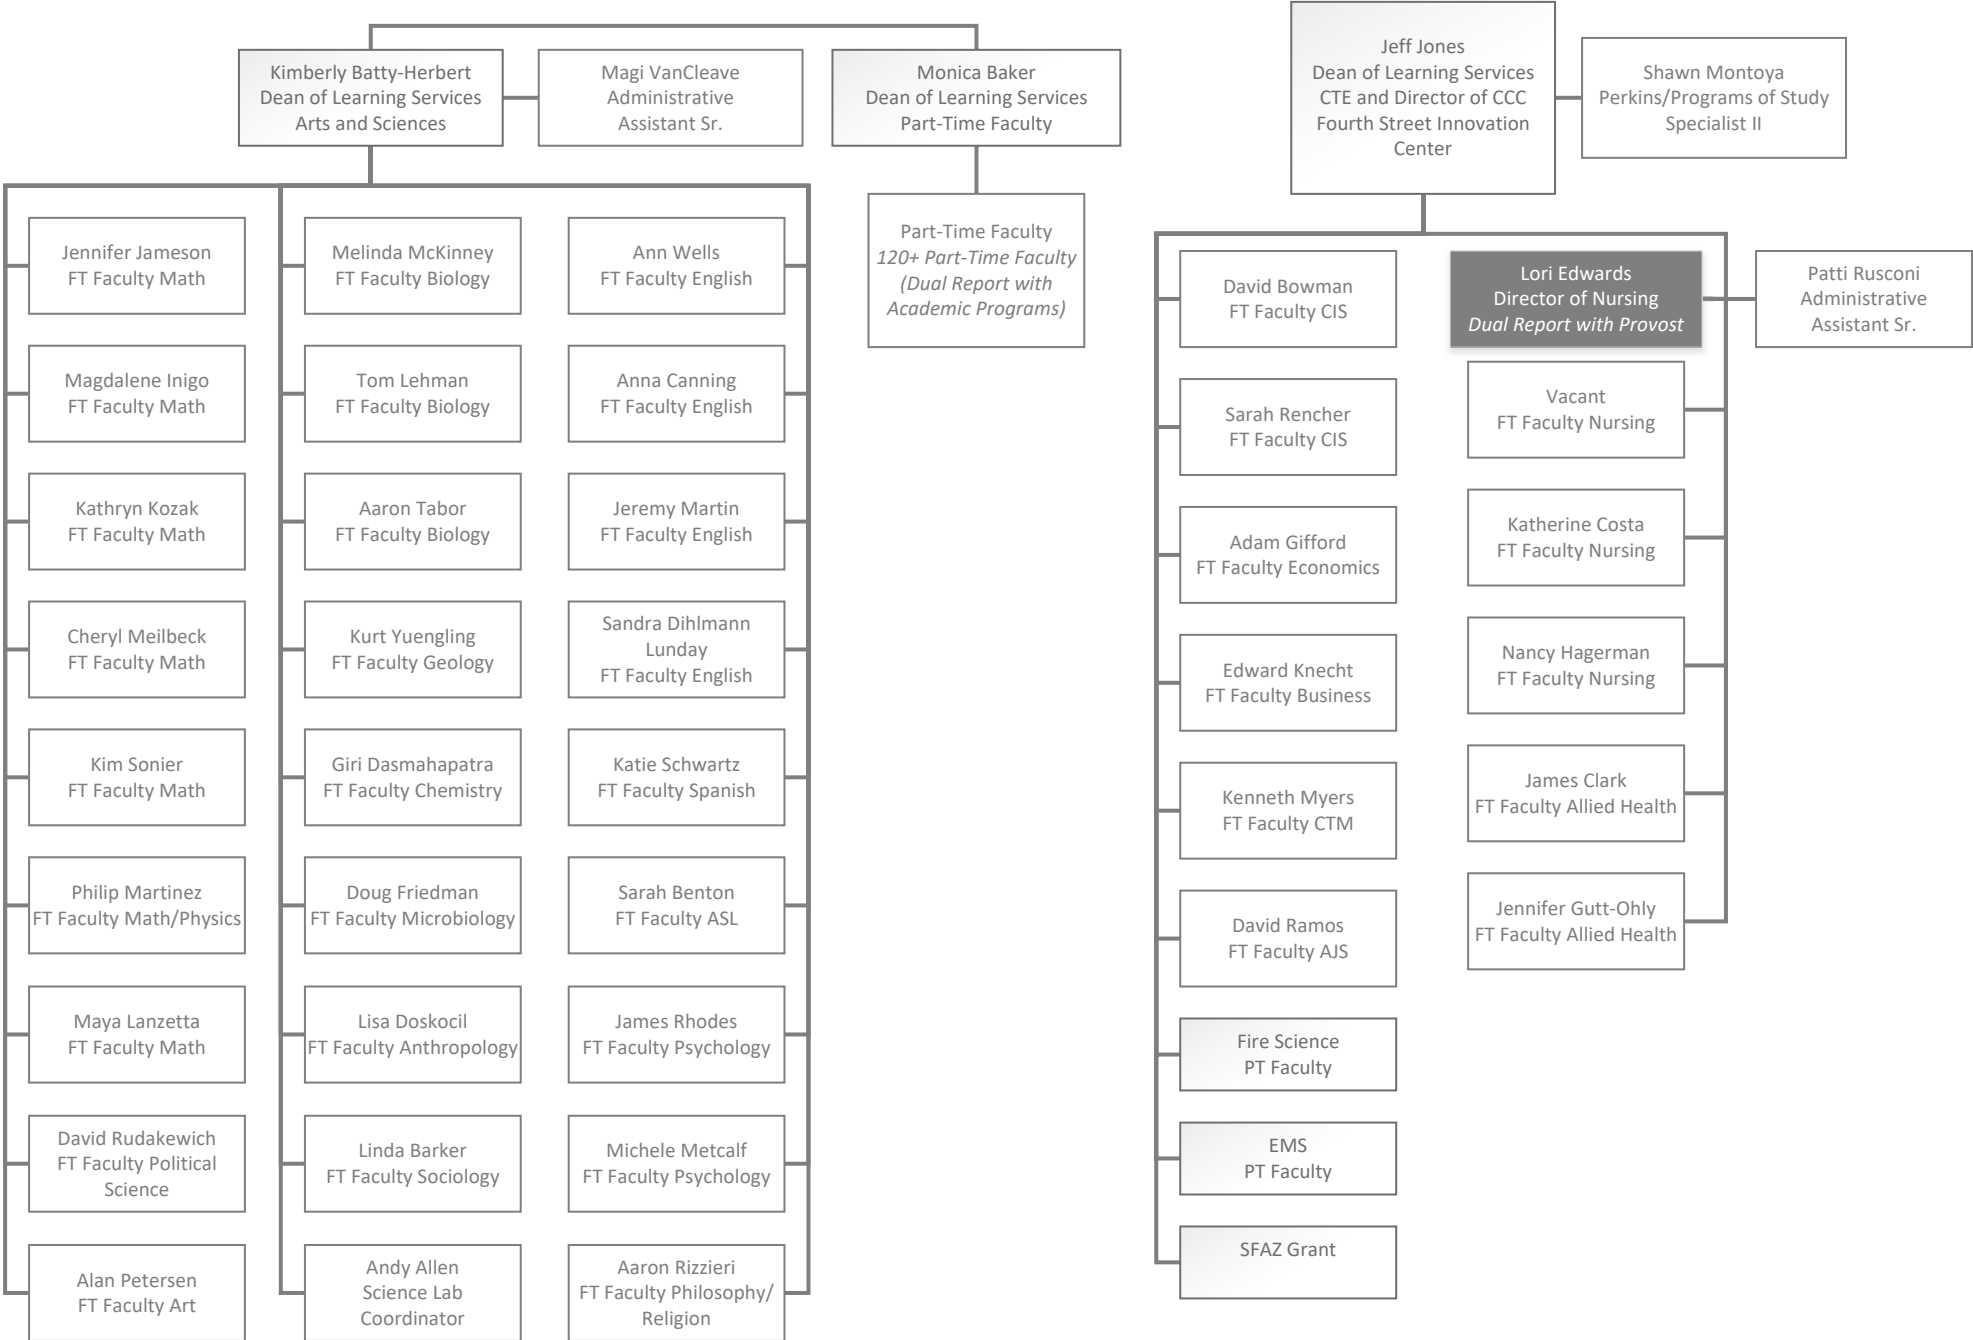 Kimberly Batty-Herbert
Dean of Learning Services
Arts and Sciences
Magi VanCleave
Administrative
Assistant Sr.
Monica Baker
Dean of Learning Services
Part-Time Faculty
Part-Time Faculty
120+ Part-Time Faculty
(Dual Report with
Academic Programs)
Jennifer Jameson
FT Faculty Math
Magdalene Inigo
FT Faculty Math
Kathryn Kozak
FT Faculty Math
Cheryl Meilbeck
FT Faculty Math
Kim Sonier
FT Faculty Math
Philip Martinez
FT Faculty Math/Physics
Maya Lanzetta
FT Faculty Math
David Rudakewich
FT Faculty Political
Science
Alan Petersen
FT Faculty Art
Melinda McKinney
FT Faculty Biology
Tom Lehman
FT Faculty Biology
Aaron Tabor
FT Faculty Biology
Kurt Yuengling
FT Faculty Geology
Giri Dasmahapatra
FT Faculty Chemistry
Doug Friedman
FT Faculty Microbiology
Lisa Doskocil
FT Faculty Anthropology
Linda Barker
FT Faculty Sociology
Andy Allen
Science Lab
Coordinator
Ann Wells
FT Faculty English
Anna Canning
FT Faculty English
Jeremy Martin
FT Faculty English
Sandra Dihlmann
Lunday
FT Faculty English
Katie Schwartz
FT Faculty Spanish
Sarah Benton
FT Faculty ASL
James Rhodes
FT Faculty Psychology
Michele Metcalf
FT Faculty Psychology
Aaron Rizzieri
FT Faculty Philosophy/
Religion
Jeff Jones
Dean of Learning Services
CTE and Director of CCC
Fourth Street Innovation
Center
Shawn Montoya
Perkins/Programs of Study
Specialist II
David Bowman
FT Faculty CIS
Sarah Rencher
FT Faculty CIS
Adam Gifford
FT Faculty Economics
Edward Knecht
FT Faculty Business
Kenneth Myers
FT Faculty CTM
David Ramos
FT Faculty AJS
Fire Science
PT Faculty
EMS
PT Faculty
SFAZ Grant
Lori Edwards
Director of Nursing
Dual Report with Provost
Patti Rusconi
Administrative
Assistant Sr.
Vacant
FT Faculty Nursing
Katherine Costa
FT Faculty Nursing
Nancy Hagerman
FT Faculty Nursing
James Clark
FT Faculty Allied Health
Jennifer Gutt-Ohly
FT Faculty Allied Health